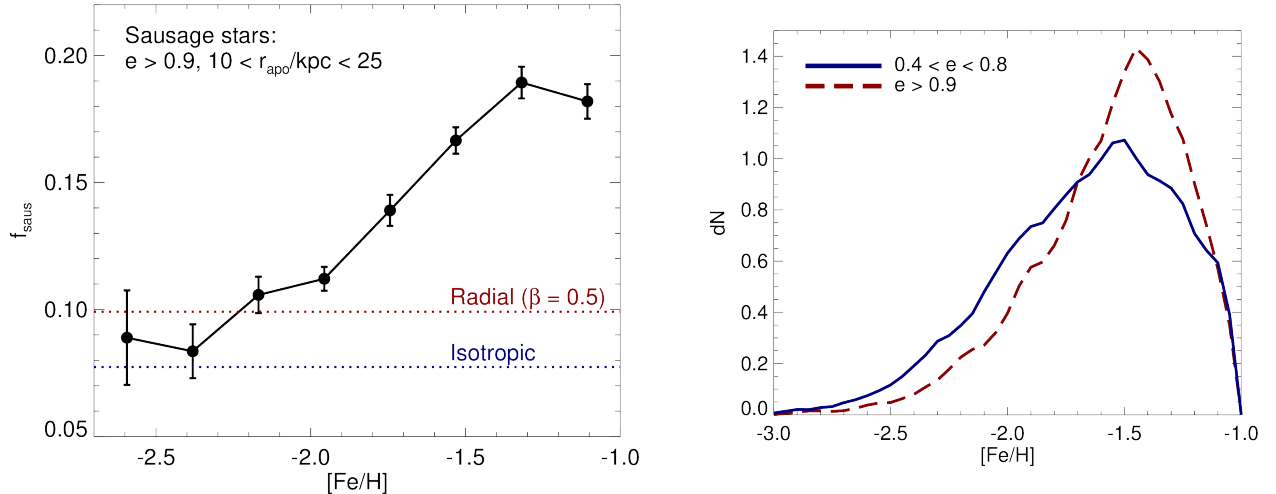 Sausage stars:
e > 0.9, 10 < r_apo/kpc < 25
0.20
0.15
0.10
0.05
f_saus
Radial (β = 0.5)
Isotropic
-2.5
-2.0
-1.5
-1.0
[Fe/H]
0.4 < e < 0.8
e > 0.9
1.4
1.2
1.0
0.8
0.6
0.4
0.2
0.0
dN
-3.0
-2.5
-2.0
-1.5
-1.0
[Fe/H]